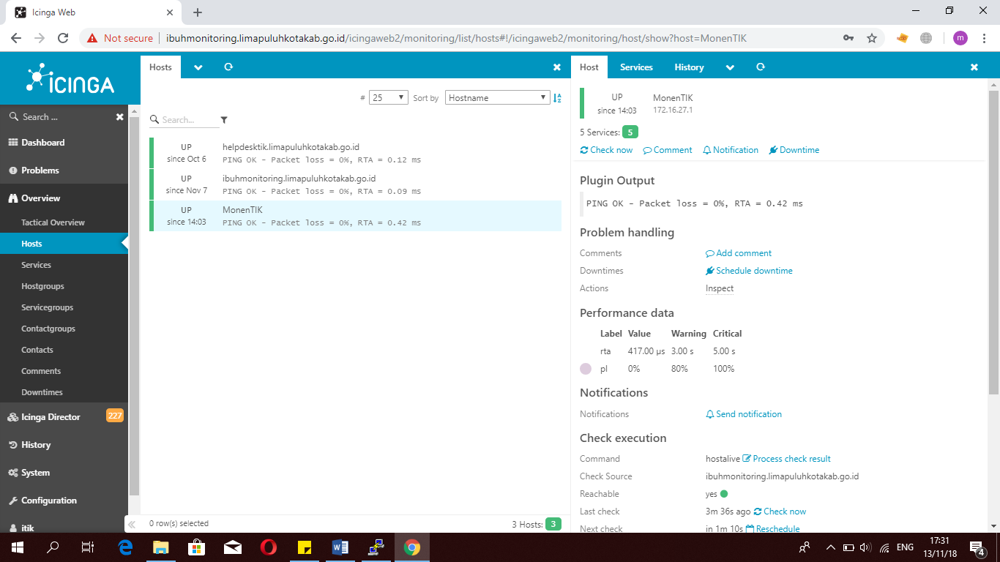 Icinga Web
Not secure
ibuhmonitoring.limapuluhkotakab.go.id/icingaweb2/monitoring/list/hosts#!/icingaweb2/monitoring/host/show?host=MonenTIK
m
ICINGA
Search ...
Dashboard
Problems
Overview
Tactical Overview
Hosts
Services
Hostgroups
Servicegroups
Contactgroups
Contacts
Comments
Downtimes
Icinga Director 227
History
System
Configuration
itik
Hosts
# 25 Sort by Hostname
Search...
UP helpdesktik.limapuluhkotakab.go.id
since Oct 6 PING OK - Packet loss = 0%, RTA = 0.12 ms
UP ibuhmonitoring.limapuluhkotakab.go.id
since Nov 7 PING OK - Packet loss = 0%, RTA = 0.09 ms
UP MonenTIK
since 14:03 PING OK - Packet loss = 0%, RTA = 0.42 ms
0 row(s) selected 3 Hosts: 3
Host Services History
UP MonenTIK
since 14:03 172.16.27.1
5 Services: 5
Check now Comment Notification Downtime
Plugin Output
PING OK - Packet loss = 0%, RTA = 0.42 ms
Problem handling
Comments Add comment
Downtimes Schedule downtime
Actions Inspect
Performance data
Label Value Warning Critical
rta 417.00 µs 3.00 s 5.00 s
pl 0% 80% 100%
Notifications
Notifications Send notification
Check execution
Command hostalive Process check result
Check Source ibuhmonitoring.limapuluhkotakab.go.id
Reachable yes
Last check 3m 36s ago Check now
Next check in 1m 10s Reschedule
ENG
17:31
13/11/18
4